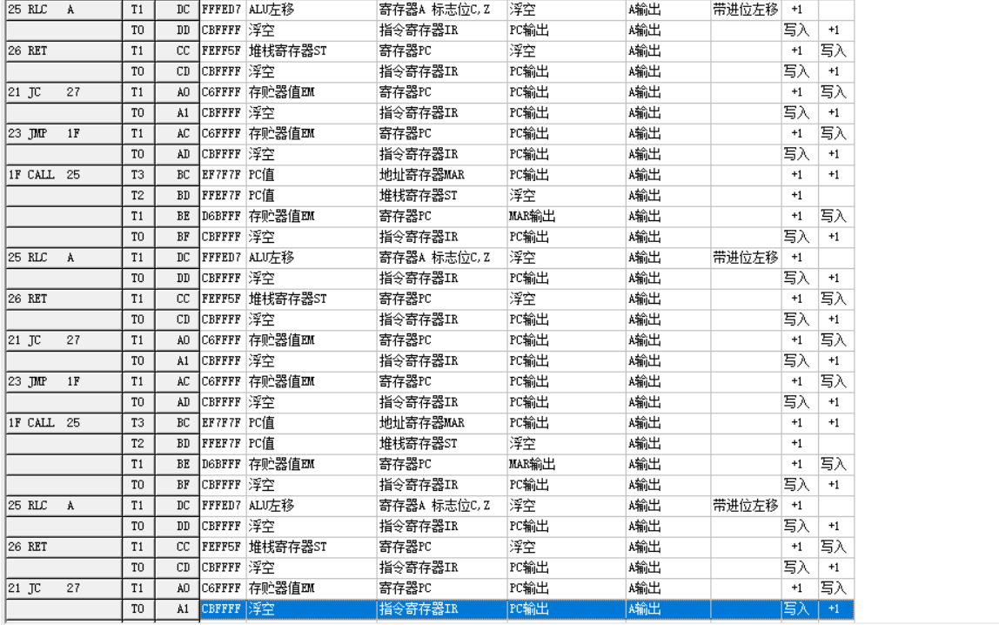 25 RLC A T1 DC FFFED7 ALU左移 寄存器A 标志位C,Z 浮空 A输出 带进位左移 +1
T0 DD CBFFFF 浮空 指令寄存器IR PC输出 A输出 写入 +1
26 RET T1 CC FEFF5F 堆栈寄存器ST 寄存器PC 浮空 A输出 +1 写入
T0 CD CBFFFF 浮空 指令寄存器IR PC输出 A输出 写入 +1
21 JC 27 T1 A0 C6FFFF 存贮器值EM 寄存器PC PC输出 A输出 +1 写入
T0 A1 CBFFFF 浮空 指令寄存器IR PC输出 A输出 写入 +1
23 JMP 1F T1 AC C6FFFF 存贮器值EM 寄存器PC PC输出 A输出 +1 写入
T0 AD CBFFFF 浮空 指令寄存器IR PC输出 A输出 写入 +1
1F CALL 25 T3 BC EF7F7F PC值 地址寄存器MAR PC输出 A输出 +1 +1
T2 BD FFEF7F PC值 堆栈寄存器ST 浮空 A输出 +1
T1 BE D6BFFF 存贮器值EM 寄存器PC MAR输出 A输出 +1 写入
T0 BF CBFFFF 浮空 指令寄存器IR PC输出 A输出 写入 +1
25 RLC A T1 DC FFFED7 ALU左移 寄存器A 标志位C,Z 浮空 A输出 带进位左移 +1
T0 DD CBFFFF 浮空 指令寄存器IR PC输出 A输出 写入 +1
26 RET T1 CC FEFF5F 堆栈寄存器ST 寄存器PC 浮空 A输出 +1 写入
T0 CD CBFFFF 浮空 指令寄存器IR PC输出 A输出 写入 +1
21 JC 27 T1 A0 C6FFFF 存贮器值EM 寄存器PC PC输出 A输出 +1 写入
T0 A1 CBFFFF 浮空 指令寄存器IR PC输出 A输出 写入 +1
23 JMP 1F T1 AC C6FFFF 存贮器值EM 寄存器PC PC输出 A输出 +1 写入
T0 AD CBFFFF 浮空 指令寄存器IR PC输出 A输出 写入 +1
1F CALL 25 T3 BC EF7F7F PC值 地址寄存器MAR PC输出 A输出 +1 +1
T2 BD FFEF7F PC值 堆栈寄存器ST 浮空 A输出 +1
T1 BE D6BFFF 存贮器值EM 寄存器PC MAR输出 A输出 +1 写入
T0 BF CBFFFF 浮空 指令寄存器IR PC输出 A输出 写入 +1
25 RLC A T1 DC FFFED7 ALU左移 寄存器A 标志位C,Z 浮空 A输出 带进位左移 +1
T0 DD CBFFFF 浮空 指令寄存器IR PC输出 A输出 写入 +1
26 RET T1 CC FEFF5F 堆栈寄存器ST 寄存器PC 浮空 A输出 +1 写入
T0 CD CBFFFF 浮空 指令寄存器IR PC输出 A输出 写入 +1
21 JC 27 T1 A0 C6FFFF 存贮器值EM 寄存器PC PC输出 A输出 +1 写入
T0 A1 CBFFFF 浮空 指令寄存器IR PC输出 A输出 写入 +1